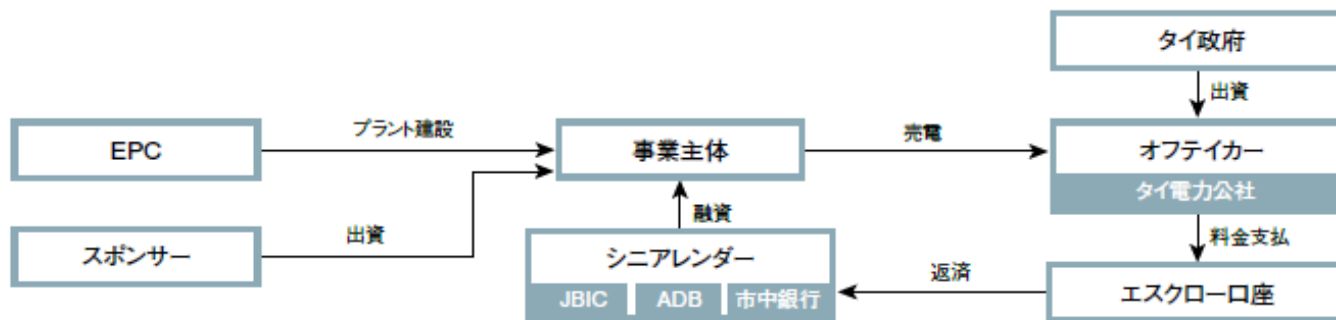 タイ政府
出資
プラント建設
売電
EPC
事業主体
オフテイカー
タイ電力公社
融資
料金支払
スポンサー
出資
シニアレンダー
JBIC ADB 市中銀行
返済
エスクロー口座